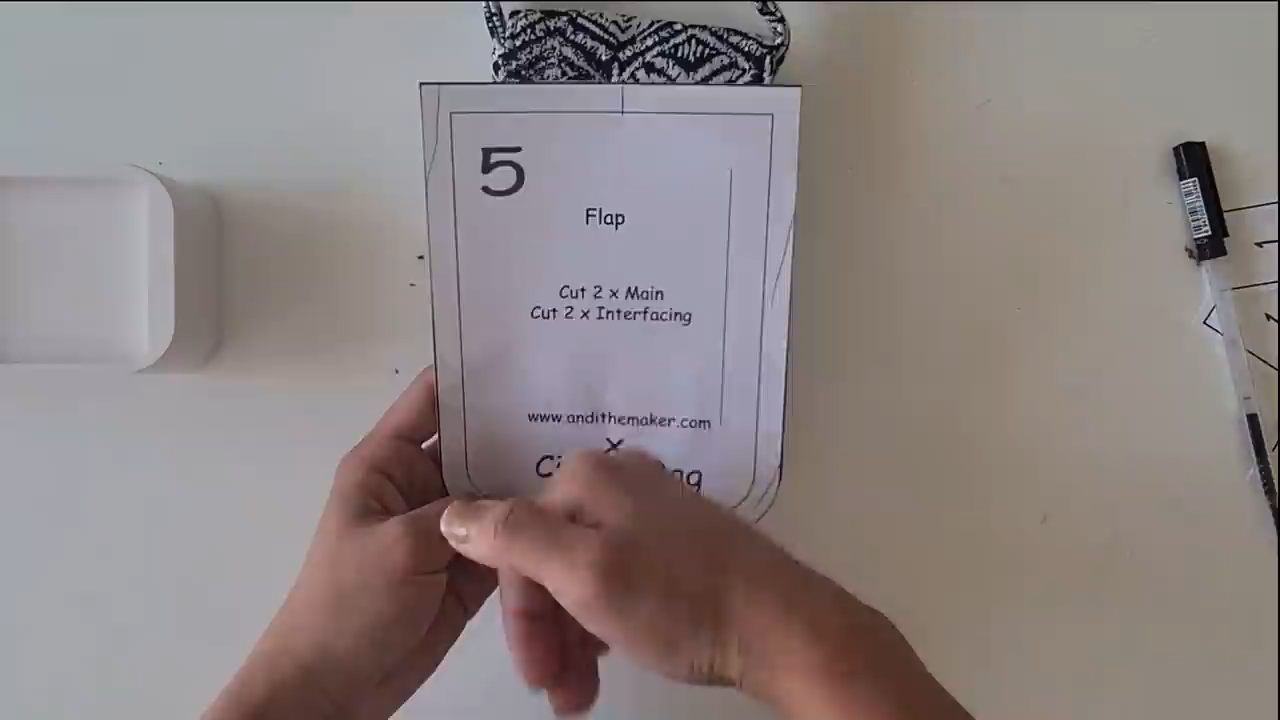 5
Flap
Cut 2 x Main
Cut 2 x Interfacing
www.andithemaker.com
x